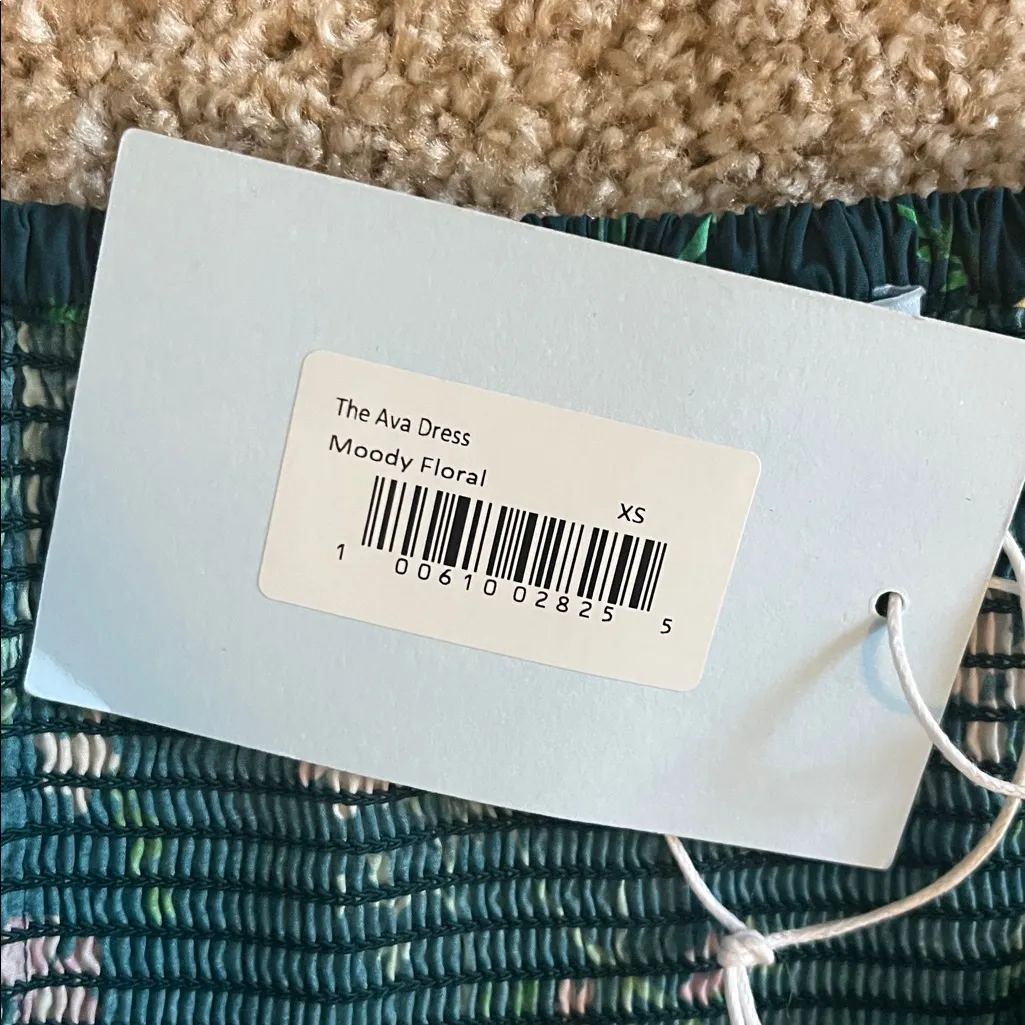 The Ava Dress
Moody Floral
XS
1 00610 02825 5